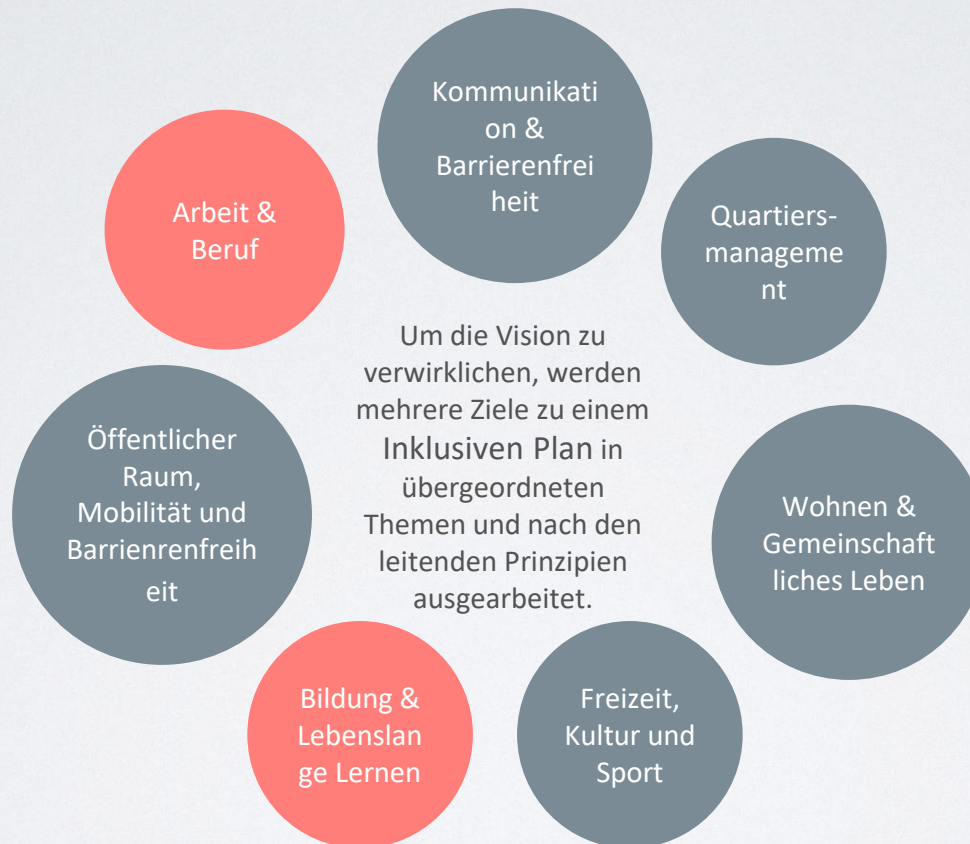 Kommunikati
on &
Barrierenfrei
heit
Arbeit &
Beruf
Quartiers-
manageme
nt
Um die Vision zu
verwirklichen, werden
mehrere Ziele zu einem
Inklusiven Plan in
übergeordneten
Themen und nach den
leitenden Prinzipien
ausgearbeitet.
Öffentlicher
Raum,
Mobilität und
Barrienrenfreih
eit
Wohnen &
Gemeinschaft
liches Leben
Bildung &
Lebenslan
ge Lernen
Freizeit,
Kultur und
Sport